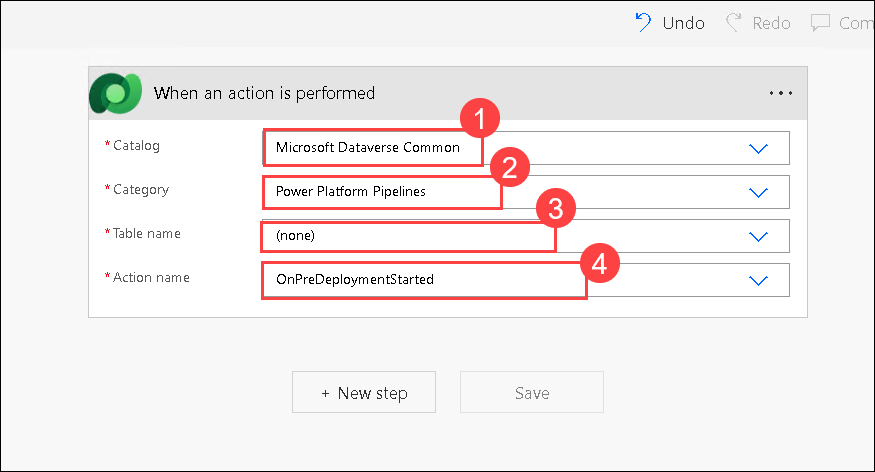 Undo Redo Com
When an action is performed
1
* Catalog Microsoft Dataverse Common
2
* Category Power Platform Pipelines
3
* Table name (none)
4
* Action name OnPreDeploymentStarted
+ New step Save